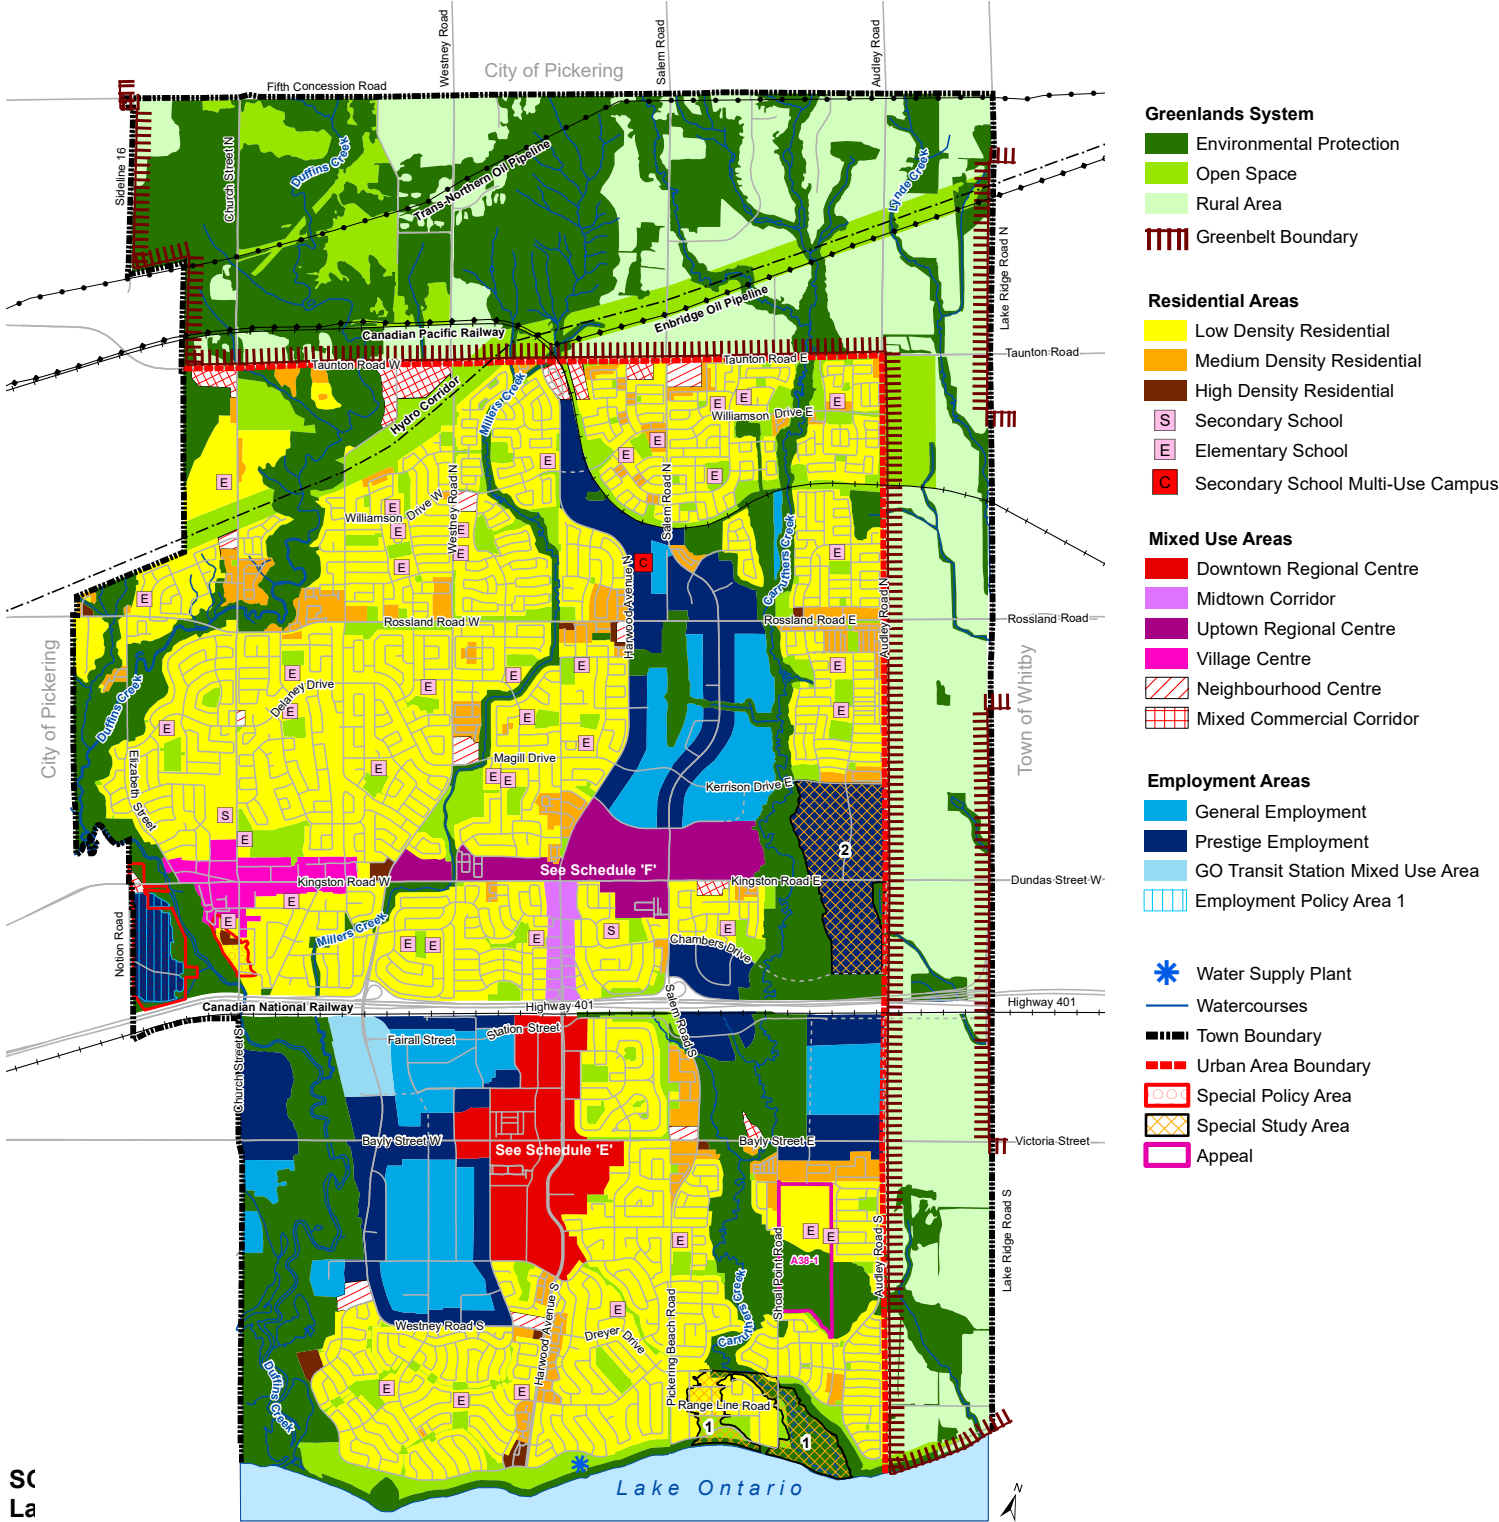 City of Pickering
Fifth Concession Road
Westney Road
Salem Road
Audley Road
Sideline 16
Church Street N
Duffins Creek
Trans-Northern Oil Pipeline
Lynde Creek
Lake Ridge Road N
Enbridge Oil Pipeline
Canadian Pacific Railway
Taunton Road W
Taunton Road E
Taunton Road
Hydro Corridor
Millers Creek
Williamson Drive E
E
E
E
E
E
E
E
E
Williamson Drive W
Westney Road N
Salem Road N
E
E
E
E
E
C
E
E
Carruthers Creek
Harwood Avenue N
Audley Road N
Rossland Road W
Rossland Road E
Rossland Road
City of Pickering
Town of Whitby
Duffins Creek
Delaney Drive
E
E
E
E
E
E
E
E
E
E
E
Magill Drive
E
E
Kerrison Drive E
Elizabeth Street
S
E
2
See Schedule 'F'
Kingston Road W
Kingston Road E
Dundas Street W
E
E
Millers Creek
E
E
E
S
E
Chambers Drive
Notion Road
Canadian National Railway
Highway 401
Highway 401
Salem Road S
Church Street S
Fairall Street
Station Street
Bayly Street W
Bayly Street E
Victoria Street
See Schedule 'E'
E
E
E
A38-1
Shoal Point Road
Audley Road S
Lake Ridge Road S
Carruthers Creek
Pickering Beach Road
Harwood Avenue S
Westney Road S
E
Dreyer Drive
Duffins Creek
E
E
E
Range Line Road
1
1
Lake Ontario
N
Greenlands System
Environmental Protection
Open Space
Rural Area
Greenbelt Boundary
Residential Areas
Low Density Residential
Medium Density Residential
High Density Residential
S Secondary School
E Elementary School
C Secondary School Multi-Use Campus
Mixed Use Areas
Downtown Regional Centre
Midtown Corridor
Uptown Regional Centre
Village Centre
Neighbourhood Centre
Mixed Commercial Corridor
Employment Areas
General Employment
Prestige Employment
GO Transit Station Mixed Use Area
Employment Policy Area 1
Water Supply Plant
Watercourses
Town Boundary
Urban Area Boundary
Special Policy Area
Special Study Area
Appeal